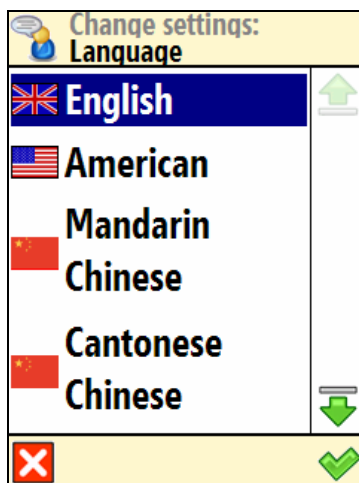 Change settings:
Language
English
American
Mandarin
Chinese
Cantonese
Chinese